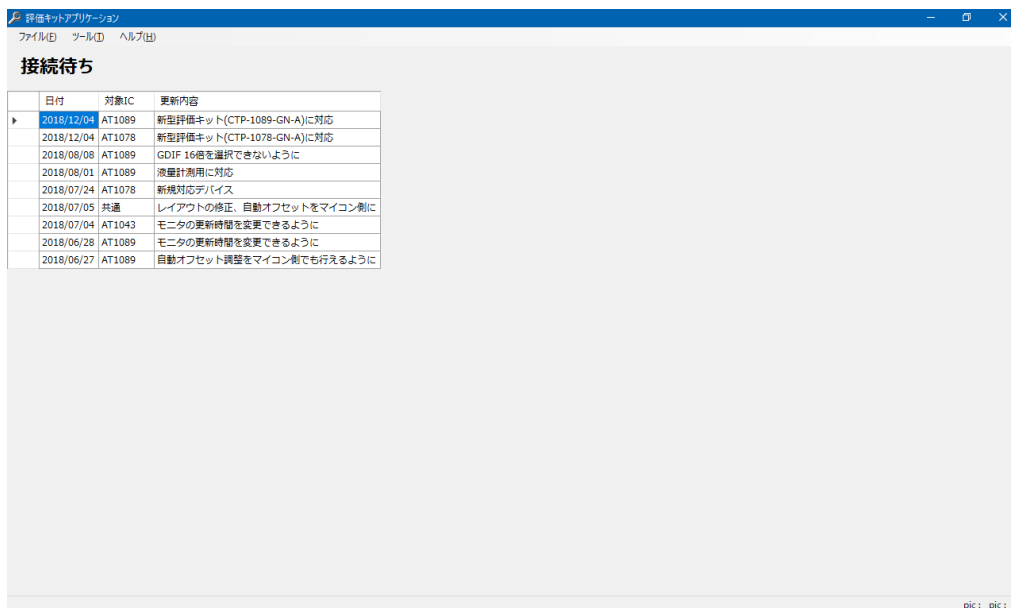 評価キットアプリケーション
ファイル(F) ツール(T) ヘルプ(H)
接続待ち
日付 対象IC 更新内容
2018/12/04 AT1089 新型評価キット(CTP-1089-GN-A)に対応
2018/12/04 AT1078 新型評価キット(CTP-1078-GN-A)に対応
2018/08/08 AT1089 GDIF 16倍を選択できないように
2018/08/01 AT1089 液量計測用に対応
2018/07/24 AT1078 新規対応デバイス
2018/07/05 共通 レイアウトの修正、自動オフセットをマイコン側に
2018/07/04 AT1043 モニタの更新時間を変更できるように
2018/06/28 AT1089 モニタの更新時間を変更できるように
2018/06/27 AT1089 自動オフセット調整をマイコン側でも行えるように
pic : pic :